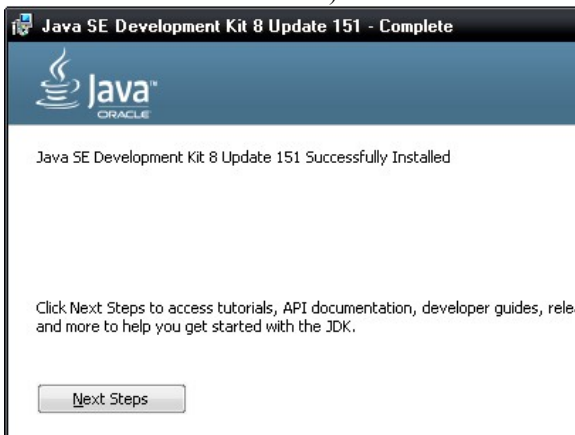 Java SE Development Kit 8 Update 151 - Complete
Java™
ORACLE
Java SE Development Kit 8 Update 151 Successfully Installed
Click Next Steps to access tutorials, API documentation, developer guides, rele
and more to help you get started with the JDK.
Next Steps